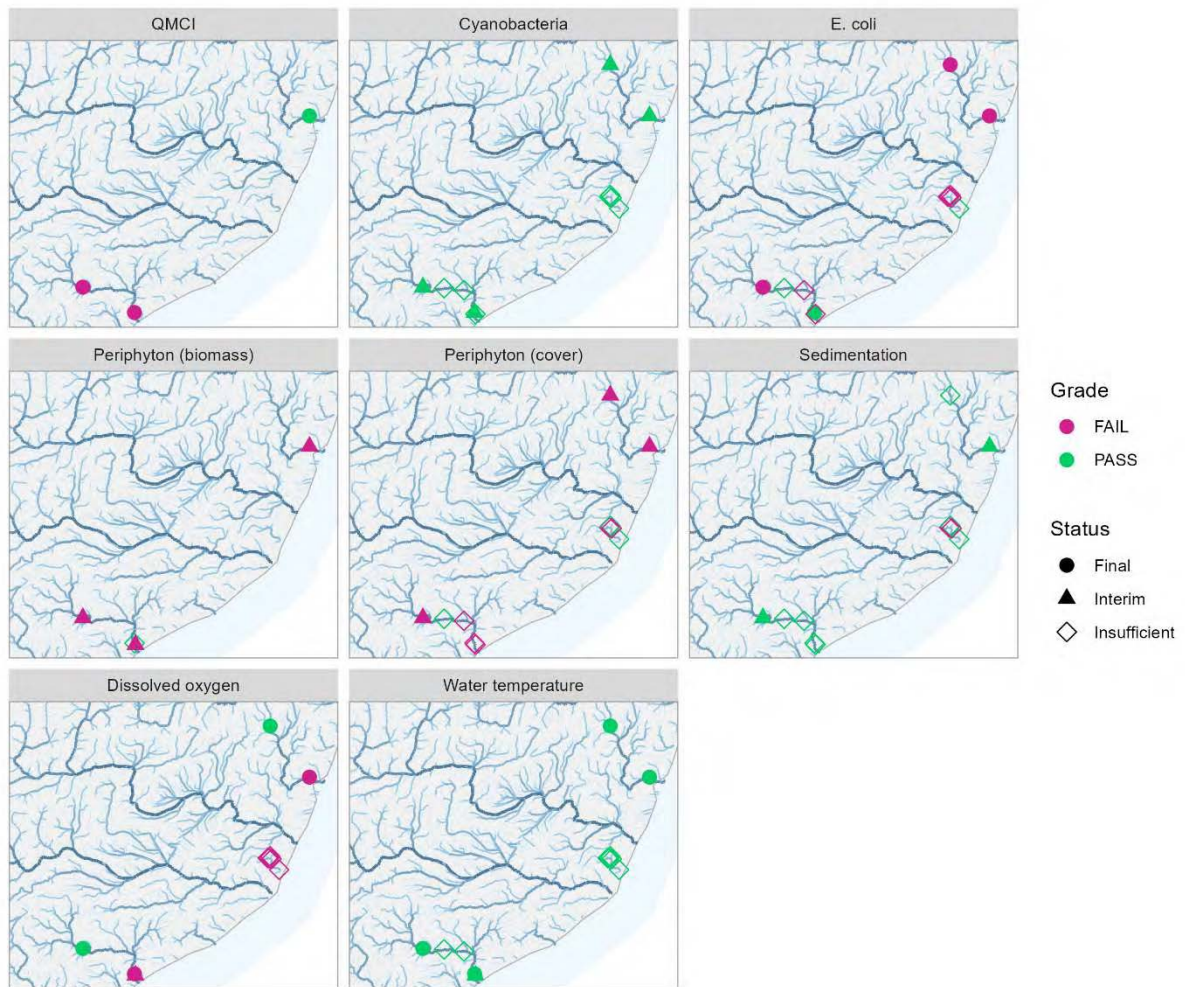 QMCI
Cyanobacteria
E. coli
Periphyton (biomass)
Periphyton (cover)
Sedimentation
Grade
FAIL
PASS
Status
Final
Interim
Insufficient
Dissolved oxygen
Water temperature